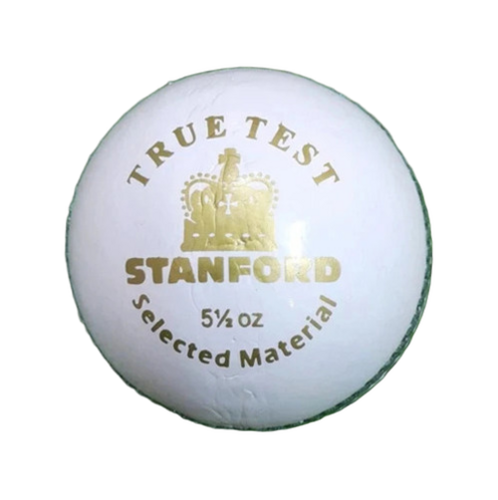 TRUE TEST
STANFORD
5½ oz
Selected Material